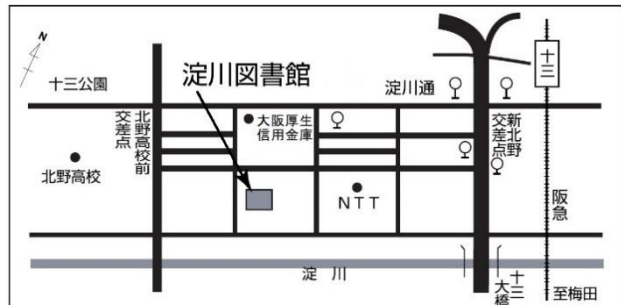 N
十三公園
淀川図書館
淀川通
十三
北野高校前
交差点
大阪厚生
信用金庫
新北野
交差点
北野高校
NTT
阪急
淀川
十三
大橋
至梅田